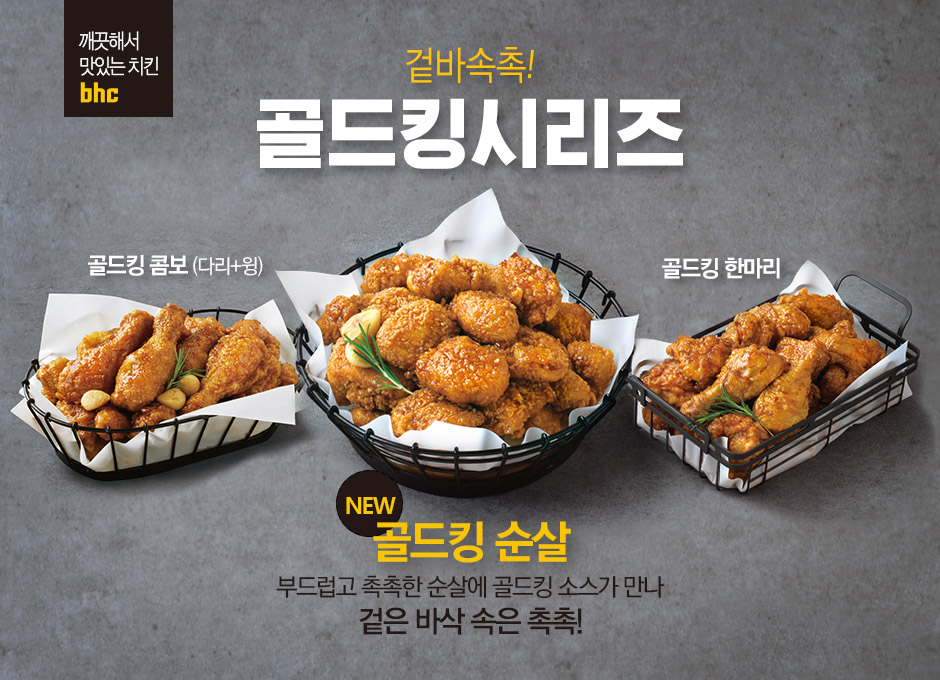 깨끗해서
맛있는 치킨
bhc
겉바속촉!
골드킹시리즈
골드킹 콤보 (다리+윙)
골드킹 한마리
NEW
골드킹 순살
부드럽고 촉촉한 순살에 골드킹 소스가 만나
겉은 바삭 속은 촉촉!